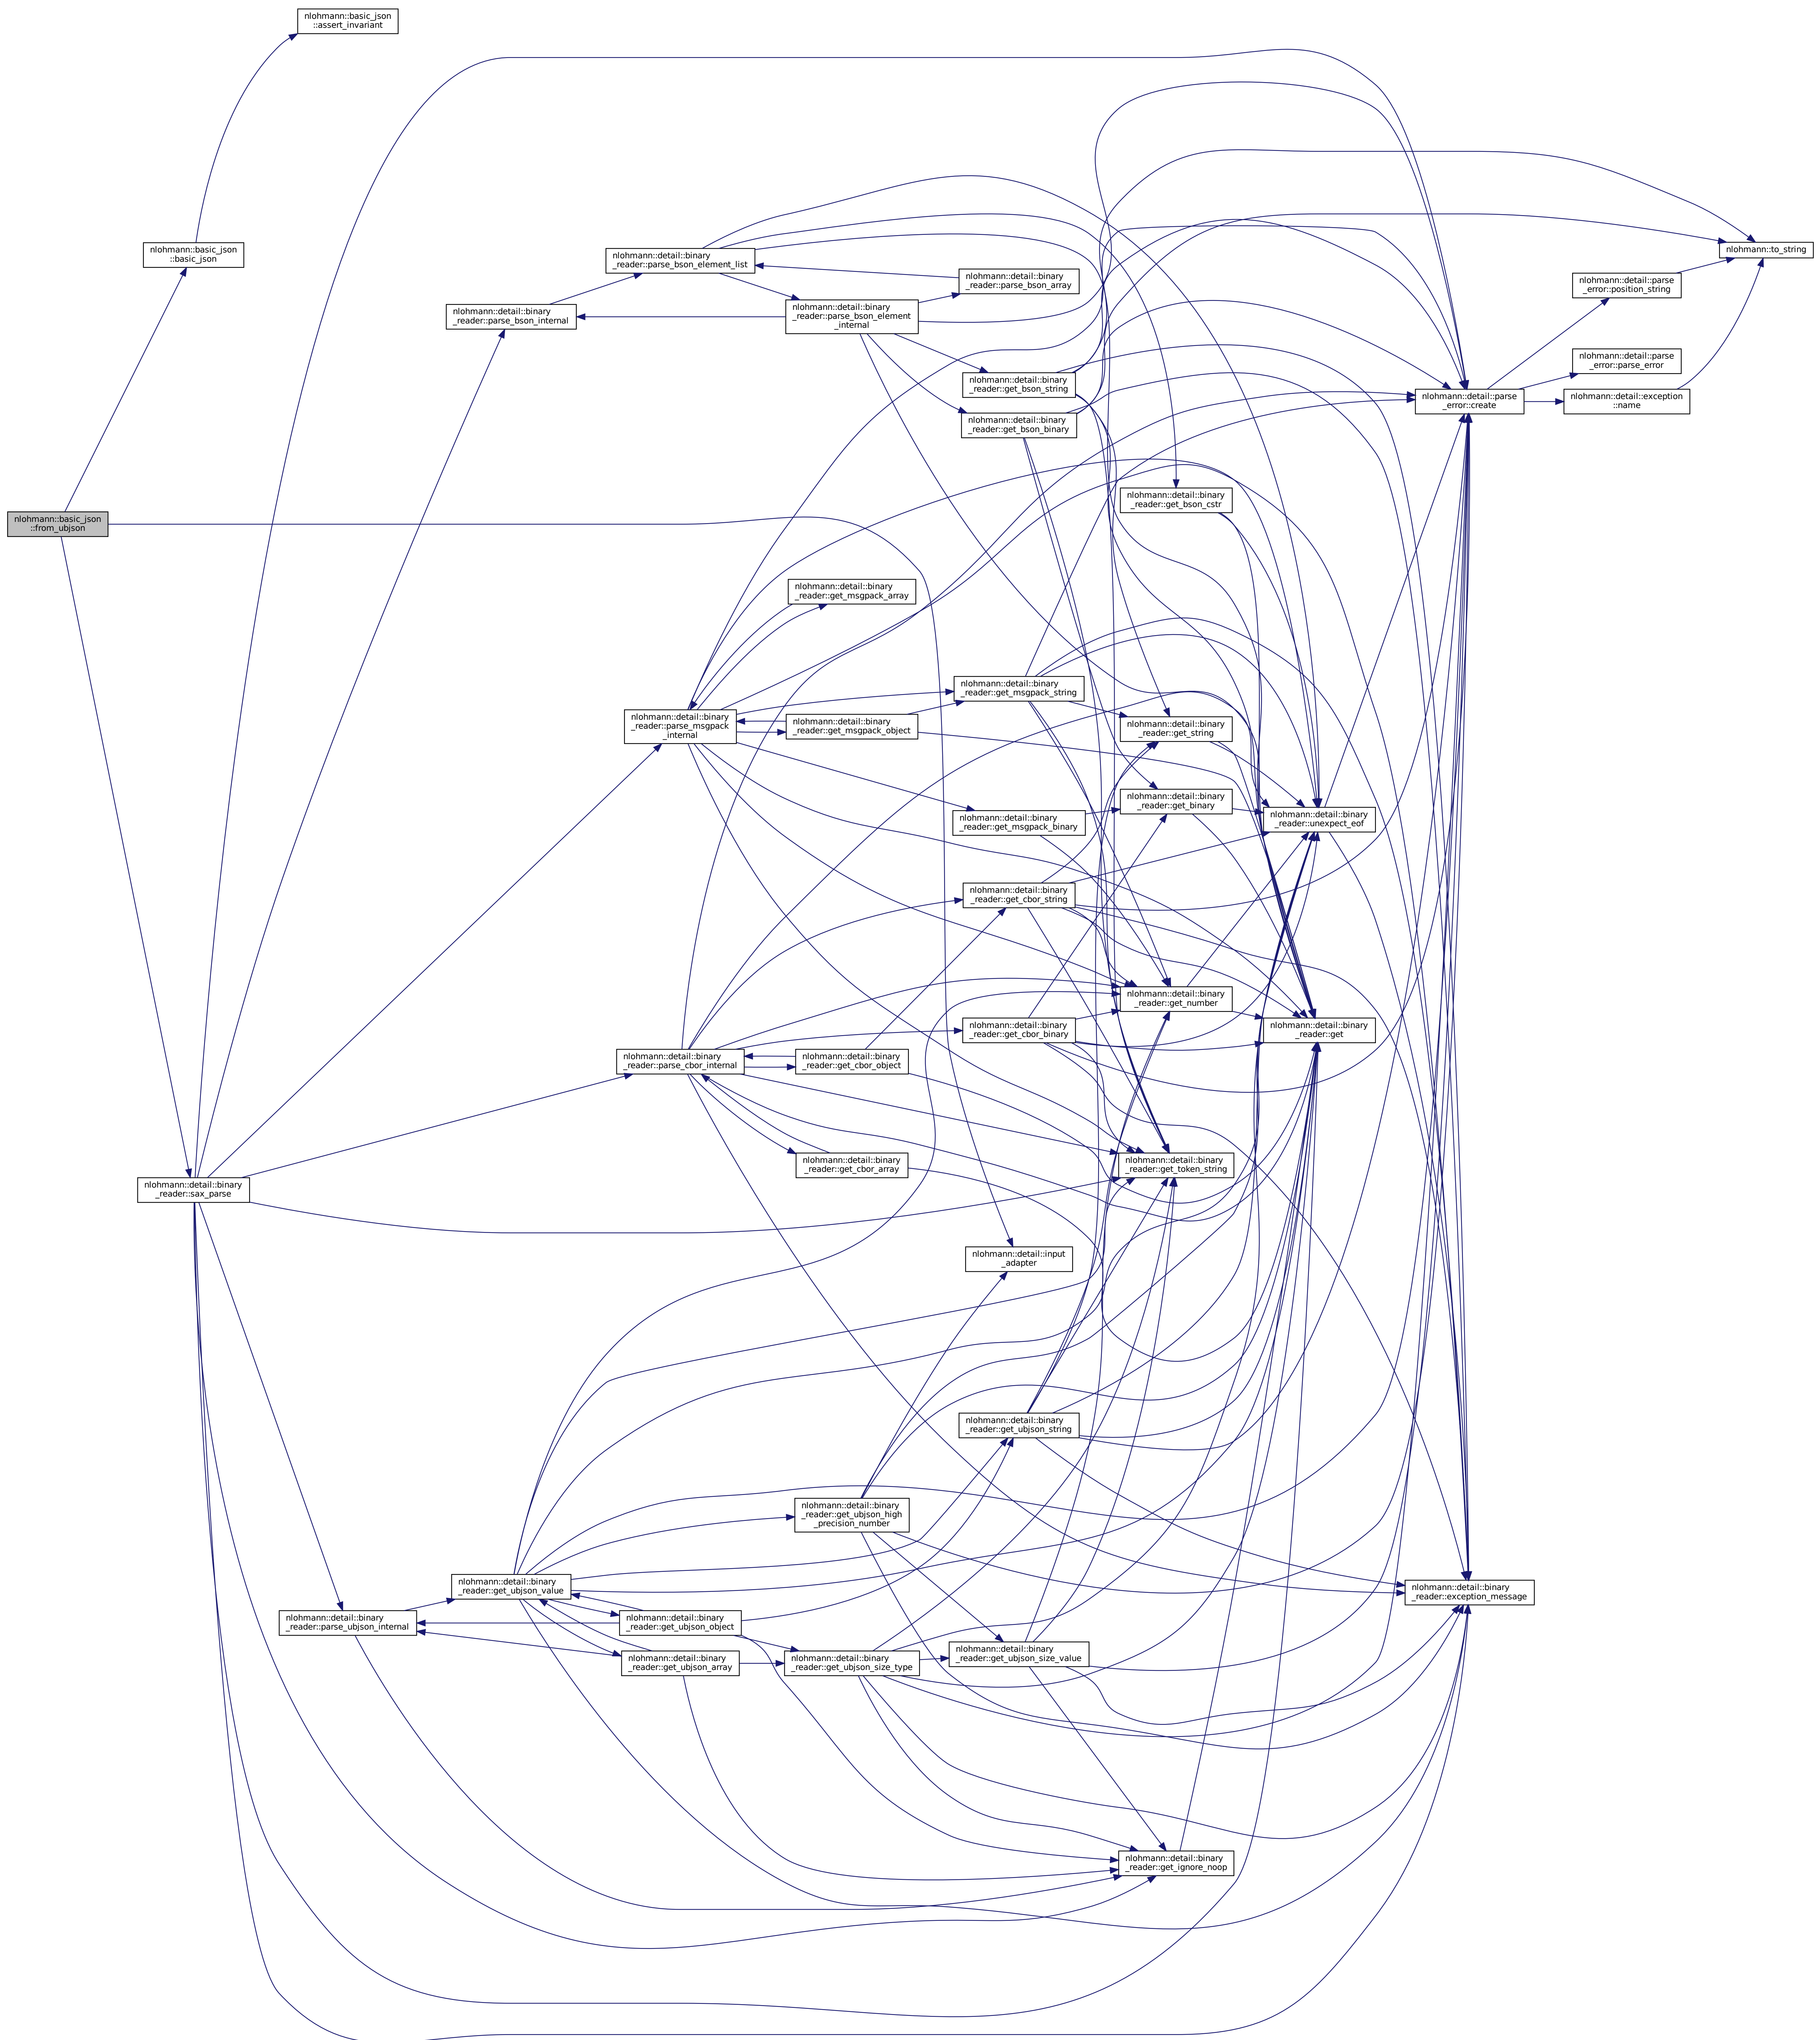 nlohmann::basic_json
::assert_invariant
nlohmann::basic_json
::basic_json
nlohmann::to_string
nlohmann::detail::binary
_reader::parse_bson_element_list
nlohmann::detail::binary
_reader::parse_bson_array
nlohmann::detail::parse
_error::position_string
nlohmann::detail::binary
_reader::parse_bson_internal
nlohmann::detail::binary
_reader::parse_bson_element
_internal
nlohmann::detail::parse
_error::parse_error
nlohmann::detail::binary
_reader::get_bson_string
nlohmann::detail::parse
_error::create
nlohmann::detail::exception
::name
nlohmann::detail::binary
_reader::get_bson_binary
nlohmann::detail::binary
_reader::get_bson_cstr
nlohmann::basic_json
::from_ubjson
nlohmann::detail::binary
_reader::get_msgpack_array
nlohmann::detail::binary
_reader::get_msgpack_string
nlohmann::detail::binary
_reader::parse_msgpack
_internal
nlohmann::detail::binary
_reader::get_msgpack_object
nlohmann::detail::binary
_reader::get_string
nlohmann::detail::binary
_reader::get_binary
nlohmann::detail::binary
_reader::get_msgpack_binary
nlohmann::detail::binary
_reader::unexpect_eof
nlohmann::detail::binary
_reader::get_cbor_string
nlohmann::detail::binary
_reader::get_number
nlohmann::detail::binary
_reader::get_cbor_binary
nlohmann::detail::binary
_reader::get
nlohmann::detail::binary
_reader::parse_cbor_internal
nlohmann::detail::binary
_reader::get_cbor_object
nlohmann::detail::binary
_reader::get_cbor_array
nlohmann::detail::binary
_reader::get_token_string
nlohmann::detail::binary
_reader::sax_parse
nlohmann::detail::input
_adapter
nlohmann::detail::binary
_reader::get_ubjson_string
nlohmann::detail::binary
_reader::get_ubjson_high
_precision_number
nlohmann::detail::binary
_reader::get_ubjson_value
nlohmann::detail::binary
_reader::exception_message
nlohmann::detail::binary
_reader::parse_ubjson_internal
nlohmann::detail::binary
_reader::get_ubjson_object
nlohmann::detail::binary
_reader::get_ubjson_array
nlohmann::detail::binary
_reader::get_ubjson_size_type
nlohmann::detail::binary
_reader::get_ubjson_size_value
nlohmann::detail::binary
_reader::get_ignore_noop